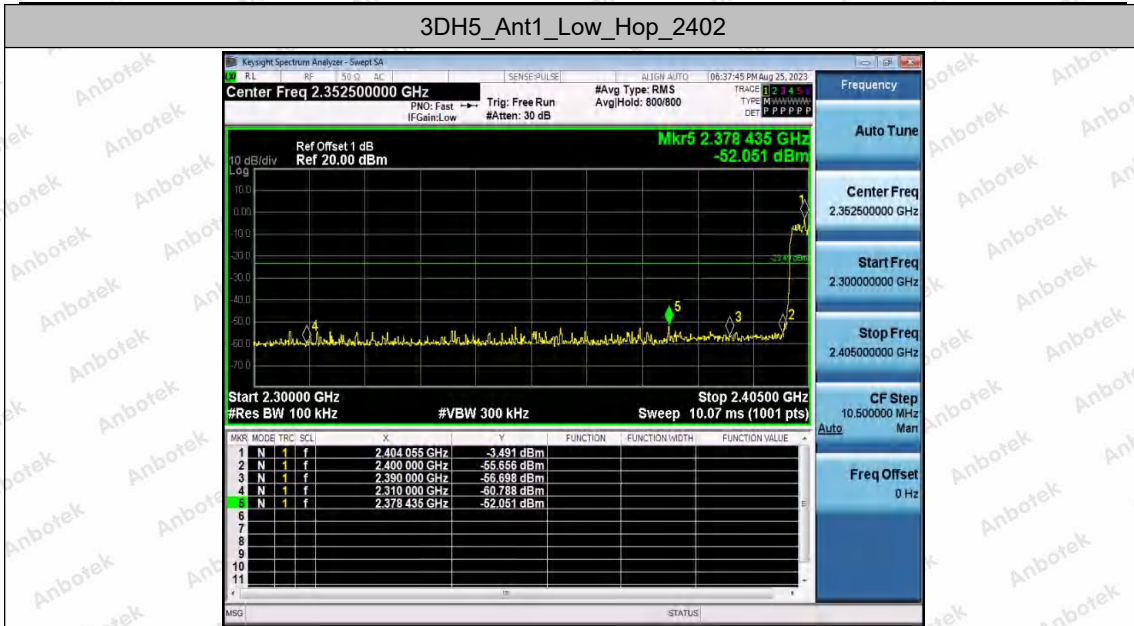 3DH5_Ant1_Low_Hop_2402
Keysight Spectrum Analyzer - Swept SA
RL RF 50 Ω AC SENSE:PULSE ALIGN AUTO 06:37:45 PM Aug 25, 2023
Center Freq 2.352500000 GHz
PNO: Fast
IFGain:Low
Trig: Free Run
#Atten: 30 dB
#Avg Type: RMS
Avg|Hold: 800/800
TRACE 1 2 3 4 5 6
TYPE M W W W W W
DET P P P P P P
Mkr5 2.378 435 GHz
-52.051 dBm
Ref Offset 1 dB
10 dB/div Ref 20.00 dBm
Log
10.0
0.00
-10.0
-20.0
-30.0
-40.0
-50.0
-60.0
-70.0
1
5
3
2
4
Start 2.30000 GHz Stop 2.40500 GHz
#Res BW 100 kHz #VBW 300 kHz Sweep 10.07 ms (1001 pts)
MKR MODE TRC SCL X Y FUNCTION FUNCTION WIDTH FUNCTION VALUE
1 N 1 f 2.404 055 GHz -3.491 dBm
2 N 1 f 2.400 000 GHz -55.656 dBm
3 N 1 f 2.390 000 GHz -56.698 dBm
4 N 1 f 2.310 000 GHz -60.788 dBm
5 N 1 f 2.378 435 GHz -52.051 dBm
6
7
8
9
10
11
MSG STATUS
Frequency
Auto Tune
Center Freq
2.352500000 GHz
Start Freq
2.300000000 GHz
Stop Freq
2.405000000 GHz
CF Step
10.500000 MHz
Auto Man
Freq Offset
0 Hz
Anbotek